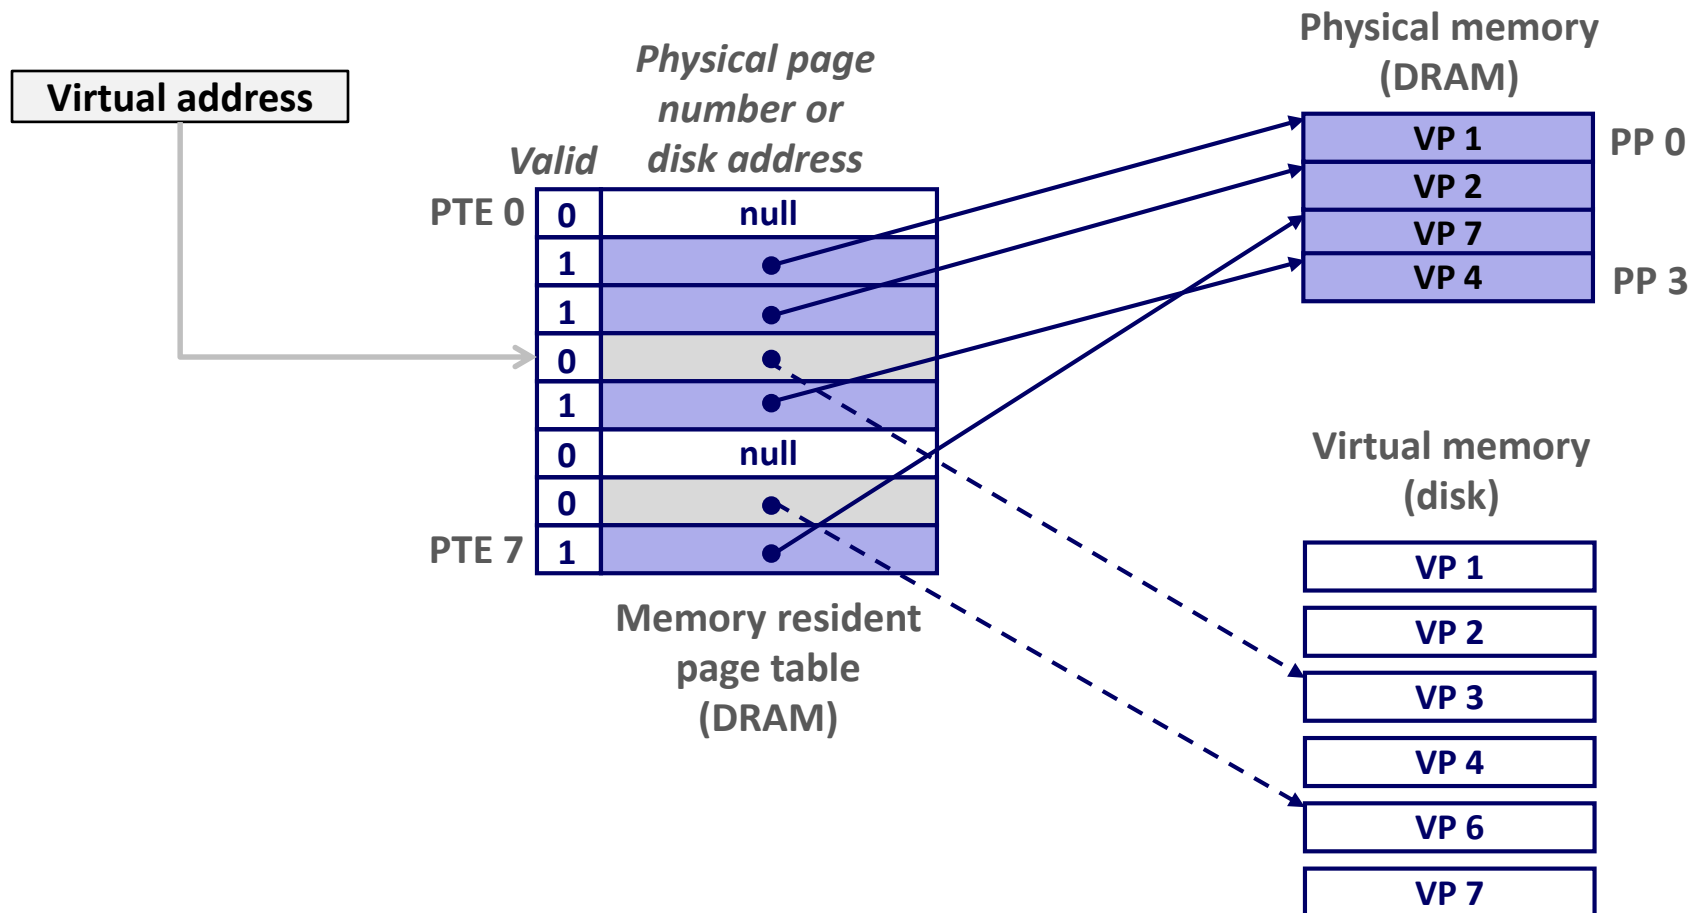 Virtual address
Physical page
number or
disk address
Valid
PTE 0
0
null
1
1
0
1
0
null
0
PTE 7
1
Memory resident
page table
(DRAM)
Physical memory
(DRAM)
VP 1
PP 0
VP 2
VP 7
VP 4
PP 3
Virtual memory
(disk)
VP 1
VP 2
VP 3
VP 4
VP 6
VP 7